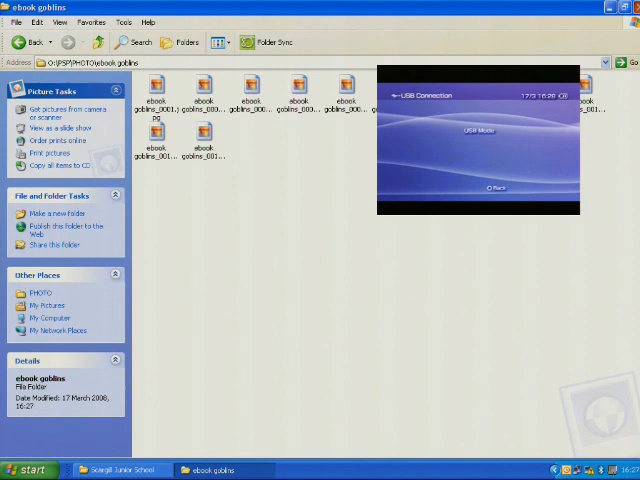 ebook goblins
File Edit View Favorites Tools Help
Back Search Folders Folder Sync
Address O:\PSP\PHOTO\ebook goblins Go
Picture Tasks
Get pictures from camera
or scanner
View as a slide show
Order prints online
Print pictures
Copy all items to CD
File and Folder Tasks
Make a new folder
Publish this folder to the
Web
Share this folder
Other Places
PHOTO
My Pictures
My Computer
My Network Places
Details
ebook goblins
File Folder
Date Modified: 17 March 2008,
16:27
ebook
goblins_0001.j
pg
ebook
goblins_000...
ebook
goblins_000...
ebook
goblins_000...
ebook
goblins_000...
ebook
goblins_001...
ebook
goblins_001...
USB Connection 17/3 16:28
USB Mode
Back
start Scargill Junior School ebook goblins 16:27